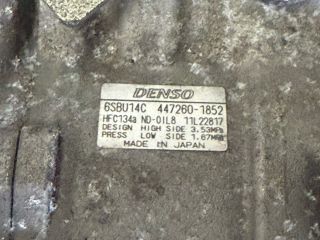 DENSO
6SBU14C 447260-1852
HFC134a ND-OIL8 11L22817
DESIGN HIGH SIDE 3.53MPa
PRESS LOW SIDE 1.67MPa
MADE IN JAPAN